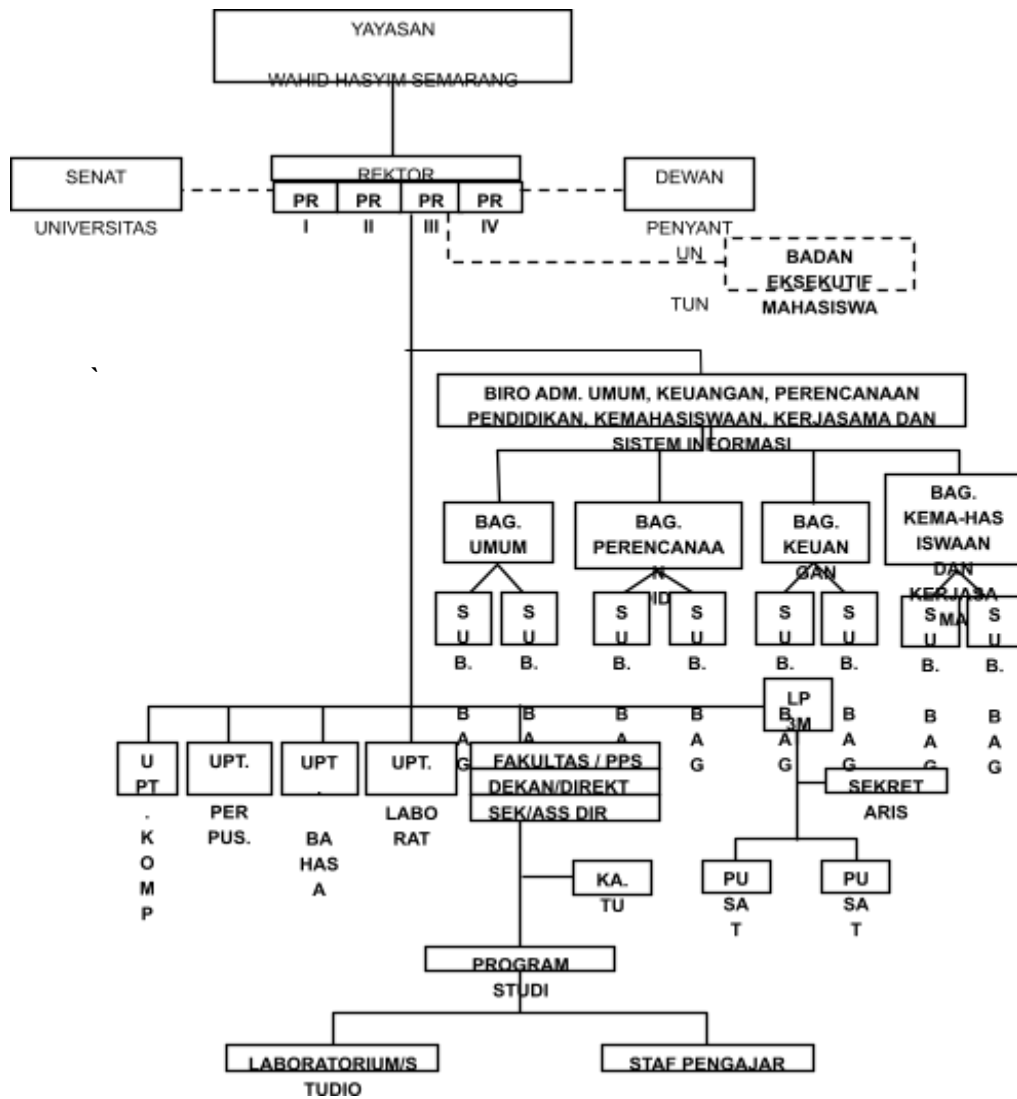 YAYASAN
WAHID HASYIM SEMARANG
REKTOR
SENAT
UNIVERSITAS
PR
I
PR
II
PR
III
PR
IV
DEWAN
PENYANT
UN
TUN
BADAN
EKSEKUTIF
MAHASISWA
`
BIRO ADM. UMUM, KEUANGAN, PERENCANAAN
PENDIDIKAN, KEMAHASISWAAN, KERJASAMA DAN
SISTEM INFORMASI
BAG.
UMUM
BAG.
PERENCANAA
N
DID
BAG.
KEUAN
GAN
BAG.
KEMA-HAS
ISWAAN
DAN
KERJASA
MA
S
U
B.
B
A
G
S
U
B.
B
A
S
U
B.
B
A
S
U
B.
B
A
G
S
U
B.
B
A
G
S
U
B.
B
A
G
S
U
B.
B
A
G
S
U
B.
B
A
G
LP
3M
U
PT
.
K
O
M
P
UPT.
PER
PUS.
UPT
.
BA
HAS
A
UPT.
LABO
RAT
FAKULTAS / PPS
DEKAN/DIREKT
SEK/ASS DIR
SEKRET
ARIS
KA.
TU
PU
SA
T
PU
SA
T
PROGRAM
STUDI
LABORATORIUM/S
TUDIO
STAF PENGAJAR